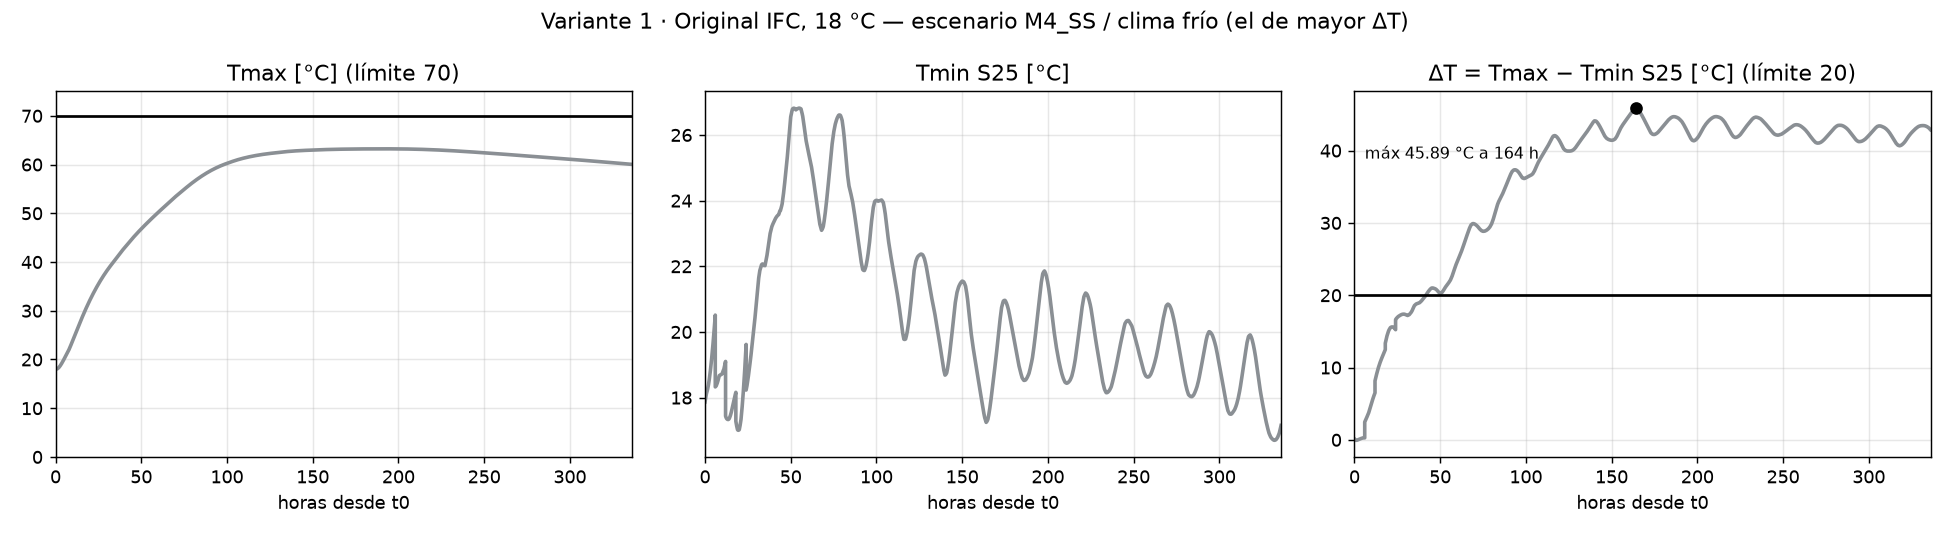 Variante 1 · Original IFC, 18 °C — escenario M4_SS / clima frío (el de mayor ΔT)
Tmax [°C] (límite 70)
70
60
50
40
30
20
10
0
0 50 100 150 200 250 300
horas desde t0
Tmin S25 [°C]
26
24
22
20
18
0 50 100 150 200 250 300
horas desde t0
ΔT = Tmax − Tmin S25 [°C] (límite 20)
máx 45.89 °C a 164 h
40
30
20
10
0
0 50 100 150 200 250 300
horas desde t0